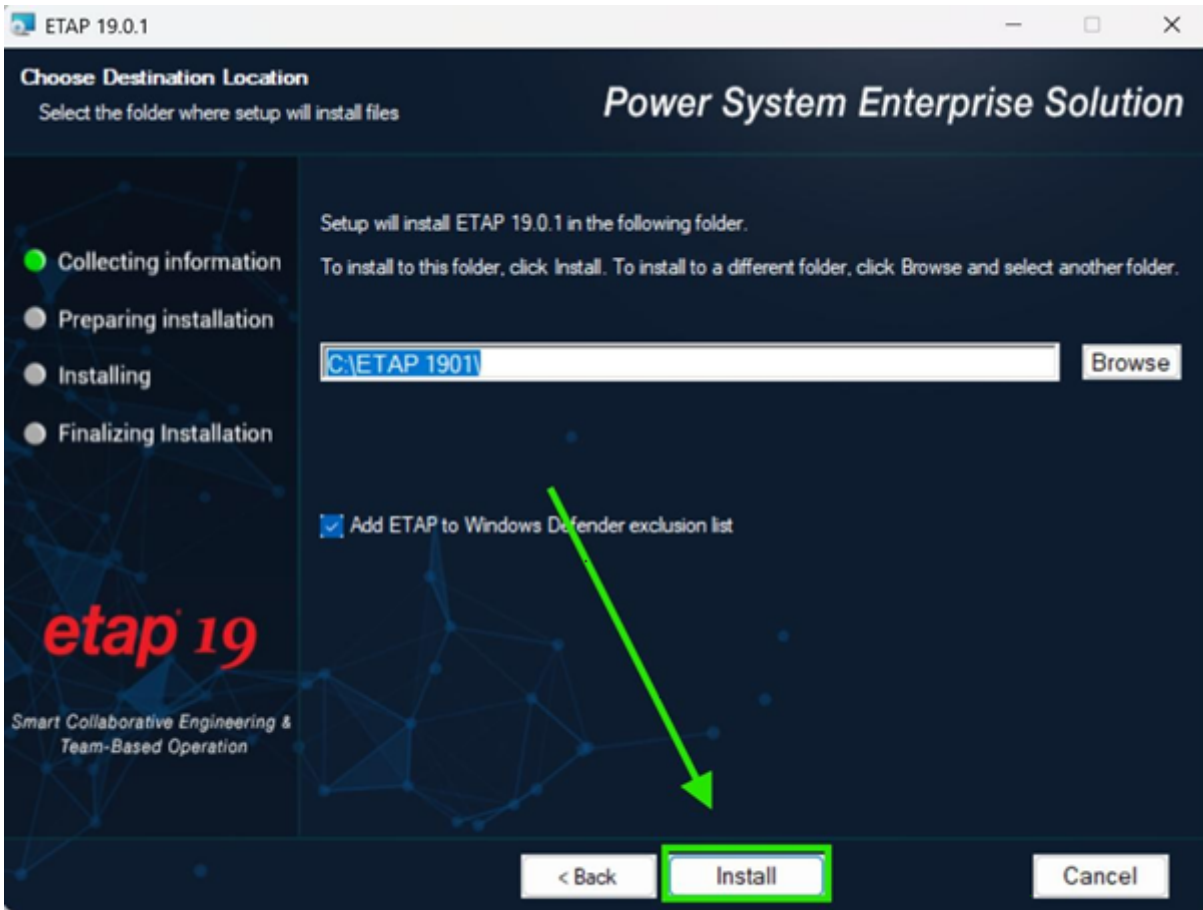 ETAP 19.0.1
Choose Destination Location
Select the folder where setup will install files
Power System Enterprise Solution
Collecting information
Preparing installation
Installing
Finalizing Installation
Setup will install ETAP 19.0.1 in the following folder.
To install to this folder, click Install. To install to a different folder, click Browse and select another folder.
C:\ETAP 1901\
Browse
Add ETAP to Windows Defender exclusion list
etap 19
Smart Collaborative Engineering &
Team-Based Operation
< Back
Install
Cancel